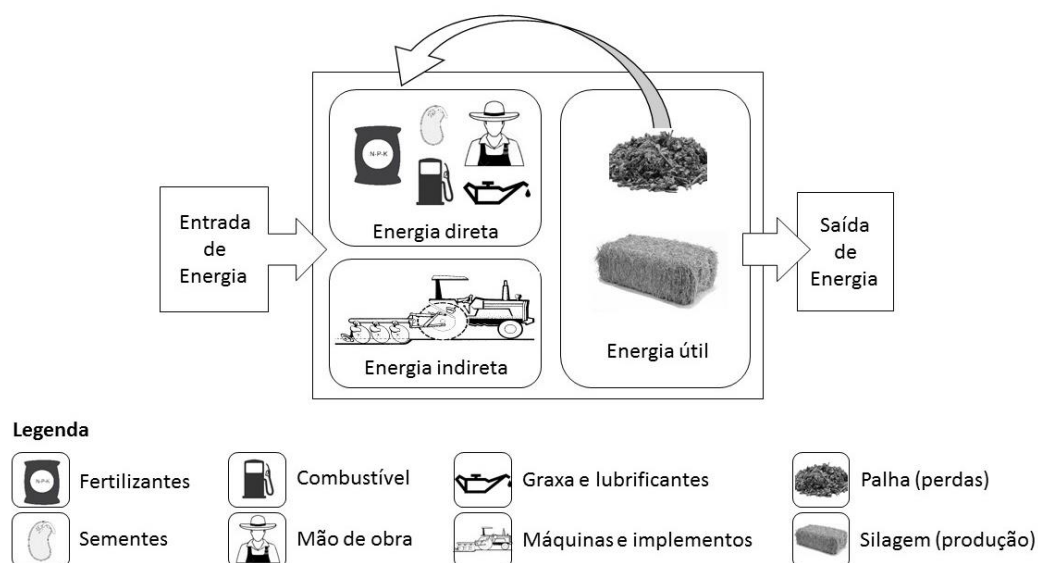 N-P-K
Entrada
de
Energia
Energia direta
Energia indireta
Energia útil
Saída
de
Energia
Legenda
N-P-K
Fertilizantes
Combustível
Graxa e lubrificantes
Palha (perdas)
Sementes
Mão de obra
Máquinas e implementos
Silagem (produção)